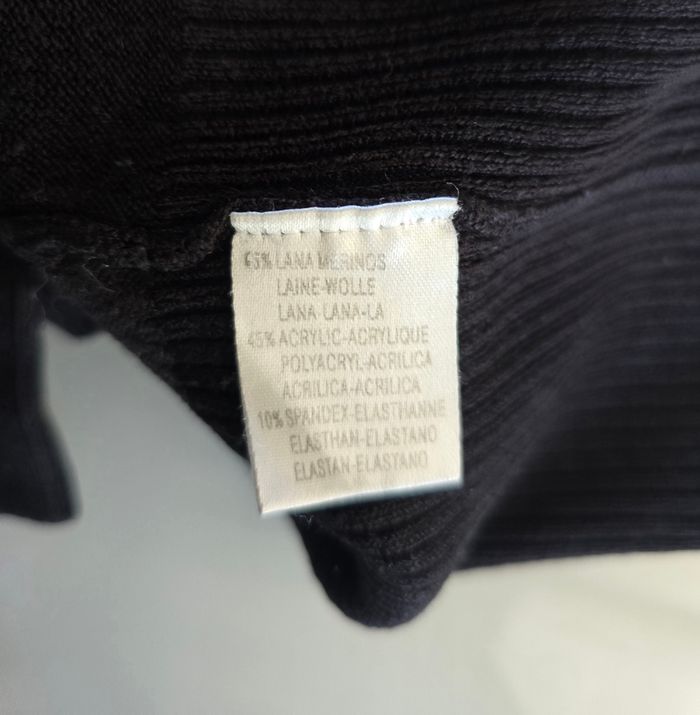 45% LANA MERINOS
LAINE-WOLLE
LANA-LANA-LA
45% ACRYLIC-ACRYLIQUE
POLYACRYL-ACRILICA
ACRILICA-ACRILICA
10% SPANDEX-ELASTHANNE
ELASTHAN-ELASTANO
ELASTAN-ELASTANO